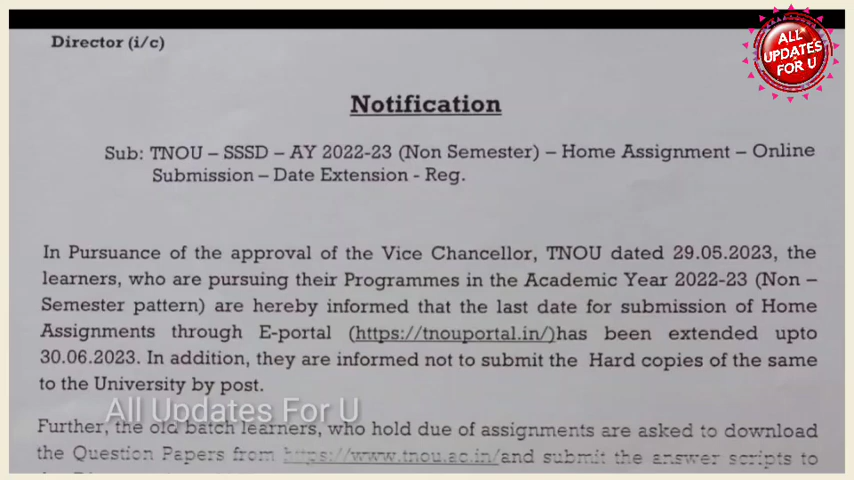 Director (i/c)
ALL
UPDATES
FOR U
Notification
Sub: TNOU – SSSD – AY 2022-23 (Non Semester) – Home Assignment – Online
Submission – Date Extension - Reg.
In Pursuance of the approval of the Vice Chancellor, TNOU dated 29.05.2023, the
learners, who are pursuing their Programmes in the Academic Year 2022-23 (Non –
Semester pattern) are hereby informed that the last date for submission of Home
Assignments through E-portal (https://tnouportal.in/)has been extended upto
30.06.2023. In addition, they are informed not to submit the Hard copies of the same
to the University by post.
All Updates For U
Further, the old batch learners, who hold due of assignments are asked to download
the Question Papers from https://www.tnou.ac.in/and submit the answer scripts to